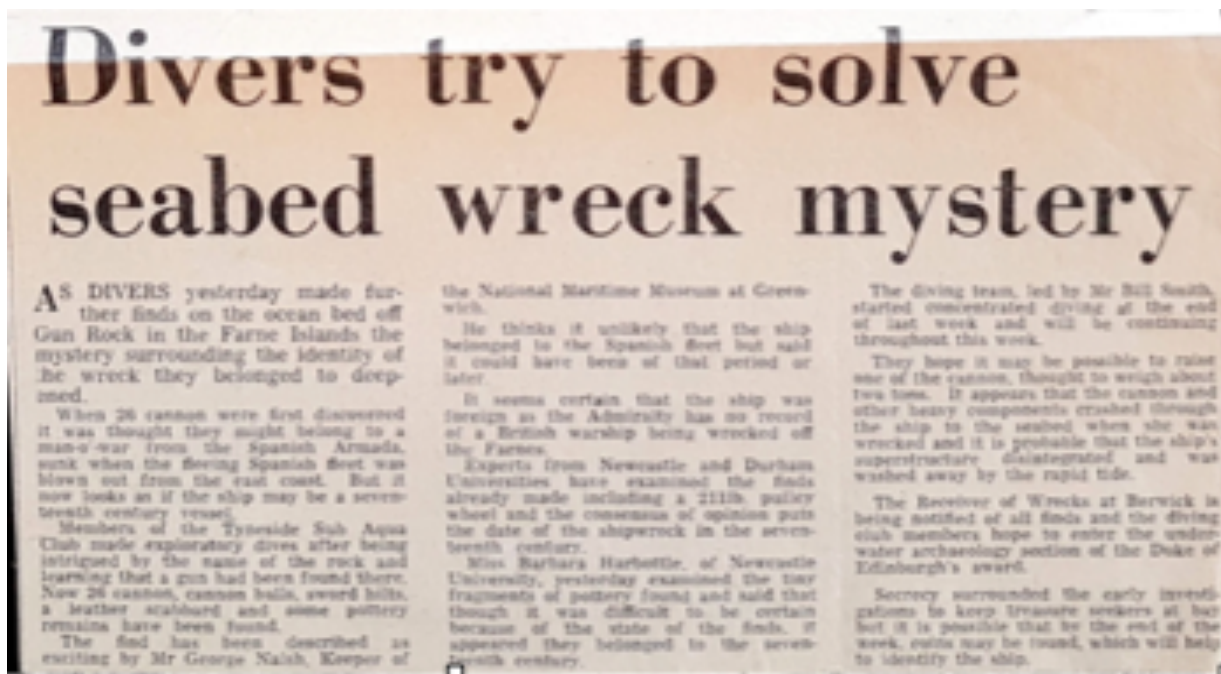 Divers try to solve
seabed wreck mystery
AS DIVERS yesterday made fur-
ther finds on the ocean bed off
Gun Rock in the Farne Islands the
mystery surrounding the identity of
the wreck they belonged to deep-
ened.
When 26 cannon were first discovered
it was thought they might belong to a
man-o'-war from the Spanish Armada,
sunk when the fleeing Spanish fleet was
blown out from the east coast. But it
now looks as if the ship may be a seven-
teenth century vessel.
Members of the Tyneside Sub Aqua
Club made exploratory dives after being
intrigued by the name of the rock and
learning that a gun had been found there.
Now 26 cannon, cannon balls, sword hilts,
a leather scabbard and some pottery
remains have been found.
The find has been described as
exciting by Mr George Naish, Keeper of
the National Maritime Museum at Green-
wich.
He thinks it unlikely that the ship
belonged to the Spanish fleet but said
it could have been of that period or
later.
It seems certain that the ship was
foreign as the Admiralty has no record
of a British warship being wrecked off
the Farnes.
Experts from Newcastle and Durham
Universities have examined the finds
already made including a pulley
wheel and the consensus of opinion puts
the date of the shipwreck in the seven-
teenth century.
Miss Barbara Harbottle, of Newcastle
University, yesterday examined the tiny
fragments of pottery found and said that
though it was difficult to be certain
because of the state of the finds, it
appeared they belonged to the seven-
teenth century.
The diving team, led by Mr Bill Smith,
started concentrated diving at the end
of last week and will be continuing
throughout this week.
They hope it may be possible to raise
one of the cannon, thought to weigh about
two tons. It appears that the cannon and
other heavy components crashed through
the ship to the seabed when she was
wrecked and it is probable that the ship's
superstructure disintegrated and was
washed away by the rapid tide.
The Receiver of Wrecks at Berwick is
being notified of all finds and the diving
club members hope to enter the under-
water archaeology section of the Duke of
Edinburgh's award.
Secrecy surrounded the early investi-
gations to keep treasure seekers at bay
but it is possible that by the end of the
week, coins may be found, which will help
to identify the ship.